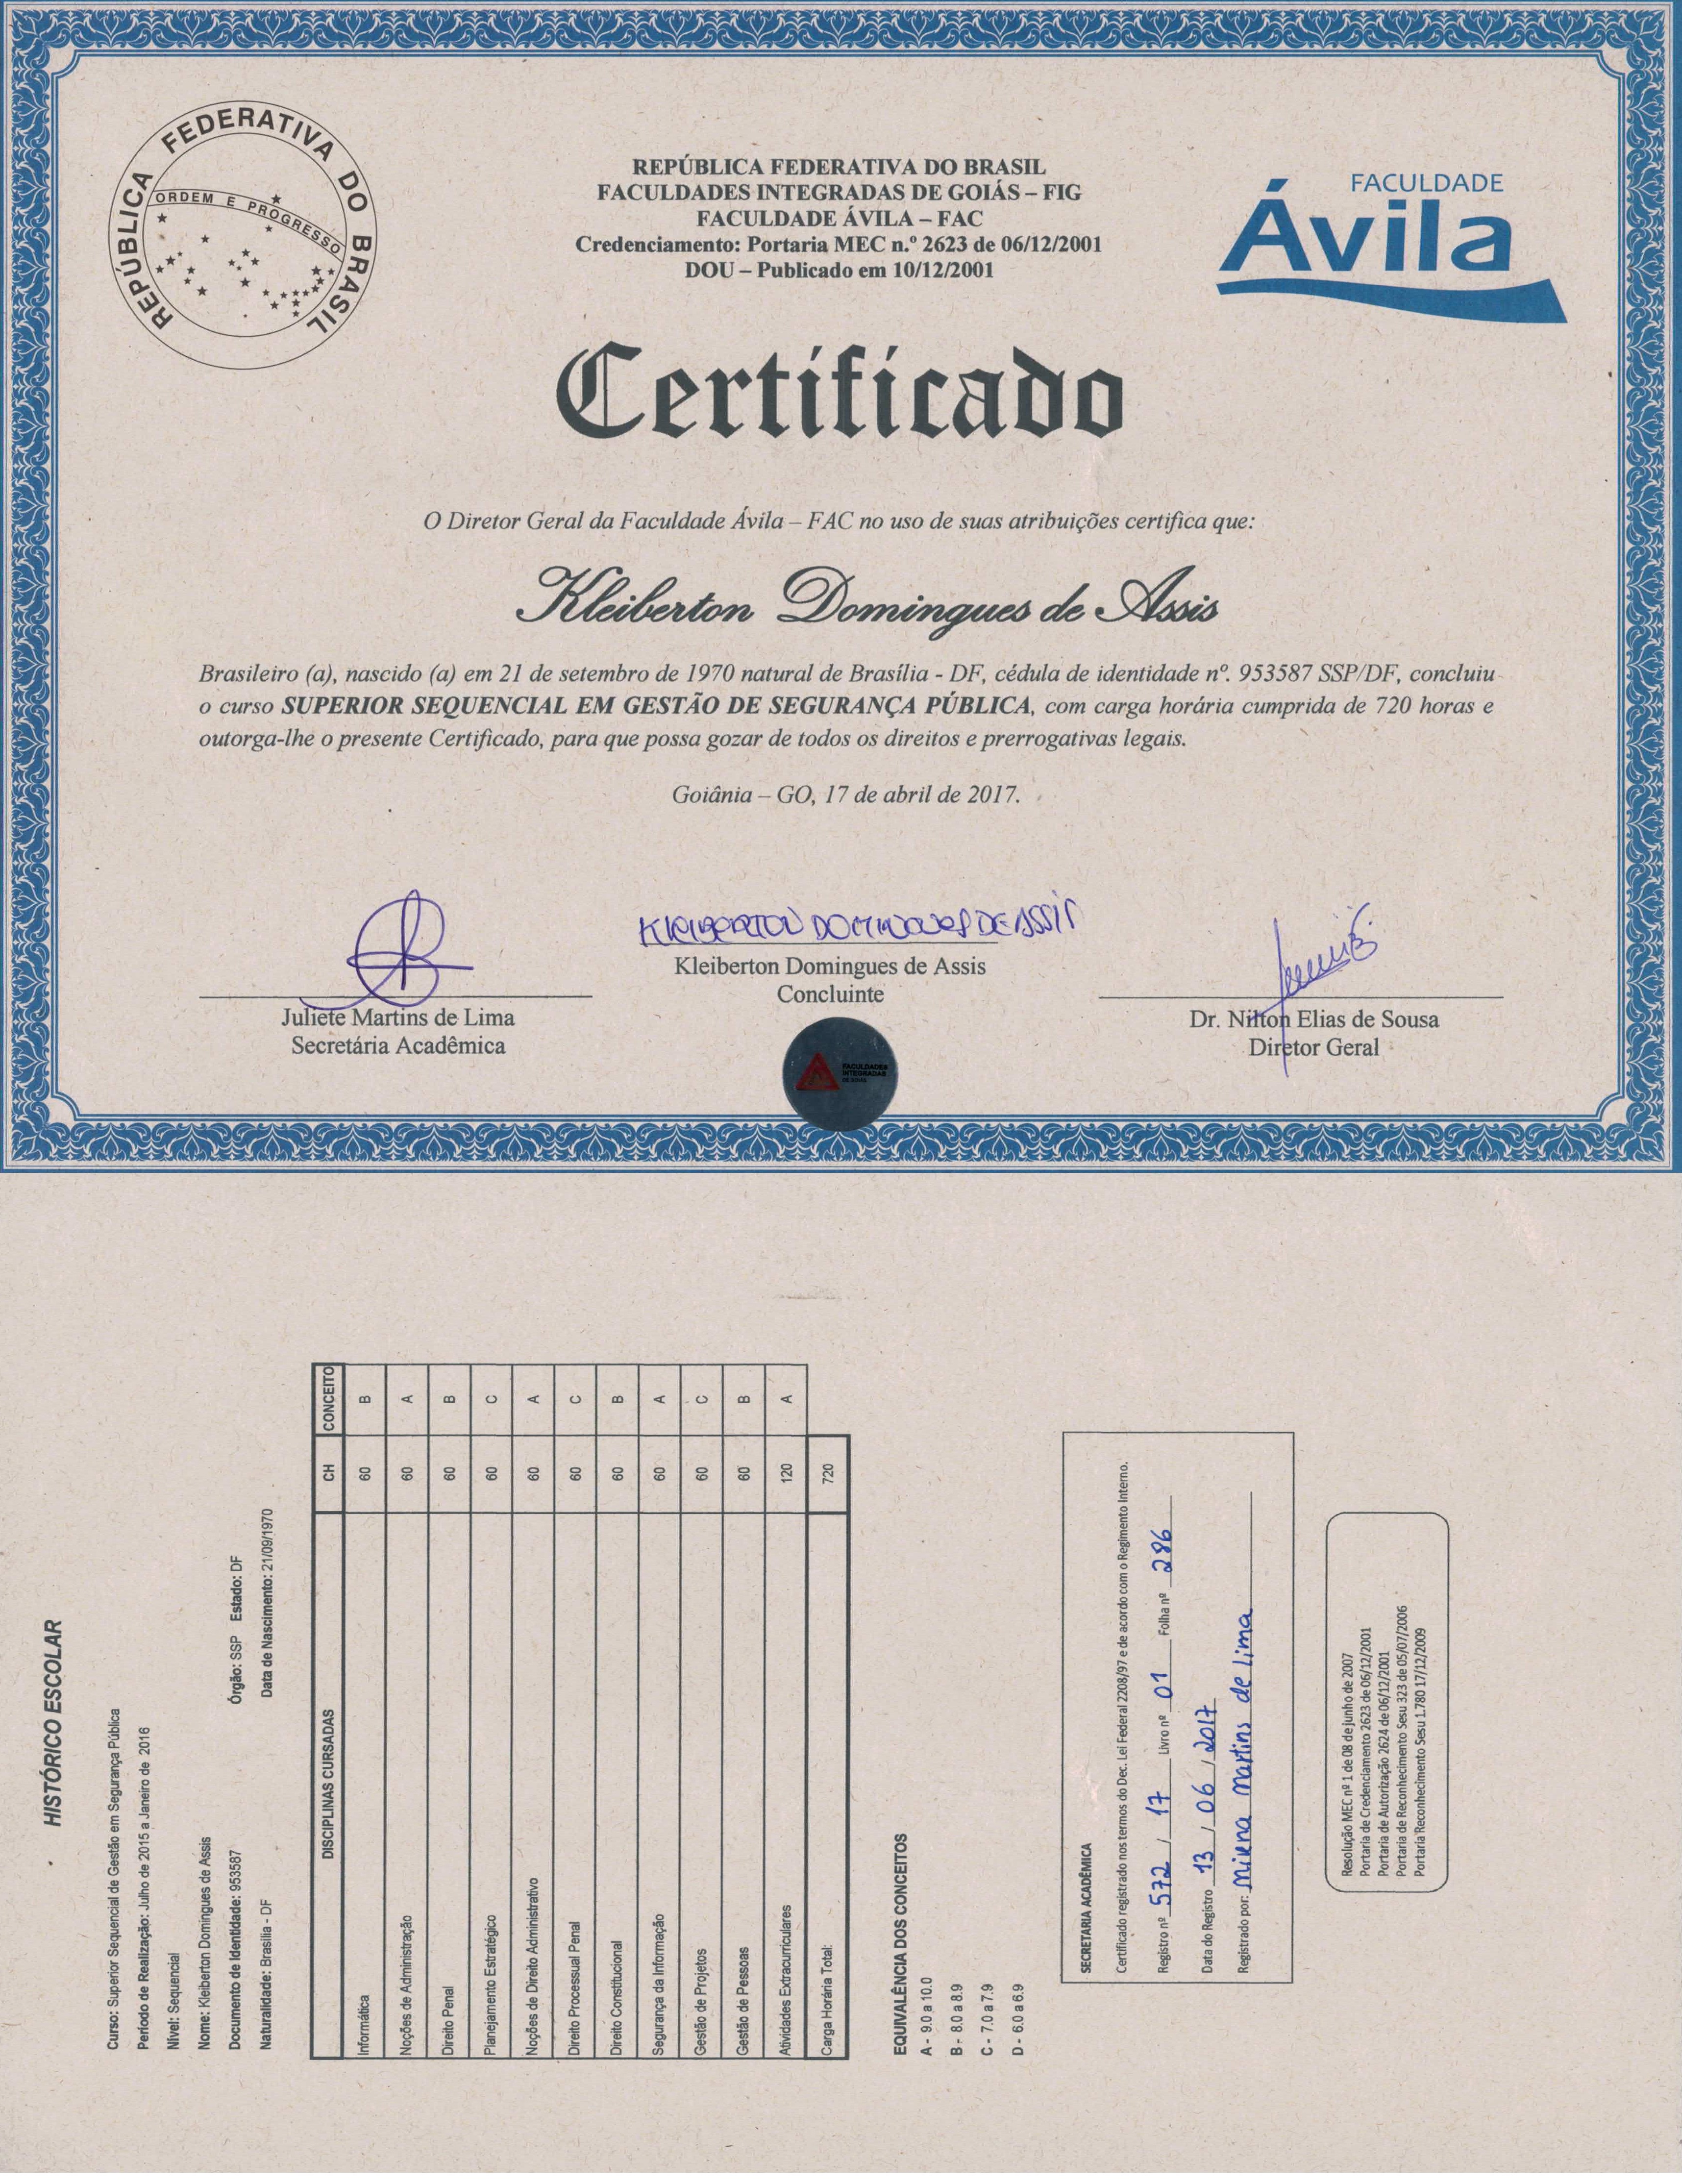 REPÚBLICA FEDERATIVA DO BRASIL
ORDEM E PROGRESSO
REPÚBLICA FEDERATIVA DO BRASIL
FACULDADES INTEGRADAS DE GOIÁS – FIG
FACULDADE ÁVILA – FAC
Credenciamento: Portaria MEC n.º 2623 de 06/12/2001
DOU – Publicado em 10/12/2001
FACULDADE
Ávila
Certificado
O Diretor Geral da Faculdade Ávila – FAC no uso de suas atribuições certifica que:
Kleiberton Domingues de Assis
Brasileiro (a), nascido (a) em 21 de setembro de 1970 natural de Brasília - DF, cédula de identidade nº. 953587 SSP/DF, concluiu
o curso SUPERIOR SEQUENCIAL EM GESTÃO DE SEGURANÇA PÚBLICA, com carga horária cumprida de 720 horas e
outorga-lhe o presente Certificado, para que possa gozar de todos os direitos e prerrogativas legais.
Goiânia – GO, 17 de abril de 2017.
KLEIBERTON DOMINGUES DE ASSIS
Juliete Martins de Lima
Secretária Acadêmica
Kleiberton Domingues de Assis
Concluinte
Dr. Nilton Elias de Sousa
Diretor Geral
FACULDADES
INTEGRADAS
DE GOIÁS
HISTÓRICO ESCOLAR
Curso: Superior Sequencial de Gestão em Segurança Pública
Período de Realização: Julho de 2015 a Janeiro de 2016
Nível: Sequencial
Nome: Kleiberton Domingues de Assis
Documento de Identidade: 953587 Órgão: SSP Estado: DF
Naturalidade: Brasília - DF Data de Nascimento: 21/09/1970
DISCIPLINAS CURSADAS CH CONCEITO
Informática 60 B
Noções de Administração 60 A
Direito Penal 60 B
Planejamento Estratégico 60 C
Noções de Direito Administrativo 60 A
Direito Processual Penal 60 C
Direito Constitucional 60 B
Segurança da Informação 60 A
Gestão de Projetos 60 C
Gestão de Pessoas 60 B
Atividades Extracurriculares 120 A
Carga Horária Total: 720
EQUIVALÊNCIA DOS CONCEITOS
A - 9.0 a 10.0
B - 8.0 a 8.9
C - 7.0 a 7.9
D - 6.0 a 6.9
SECRETARIA ACADÊMICA
Certificado registrado nos termos do Dec. Lei Federal 2208/97 e de acordo com o Regimento Interno.
Registro nº 572 / 17 Livro nº 01 Folha nº 286
Data do Registro 13 / 06 / 2017
Registrado por: Mirna Martins de Lima
Resolução MEC nº 1 de 08 de junho de 2007
Portaria de Credenciamento 2623 de 06/12/2001
Portaria de Autorização 2624 de 06/12/2001
Portaria de Reconhecimento Sesu 323 de 05/07/2006
Portaria Reconhecimento Sesu 1.780 17/12/2009